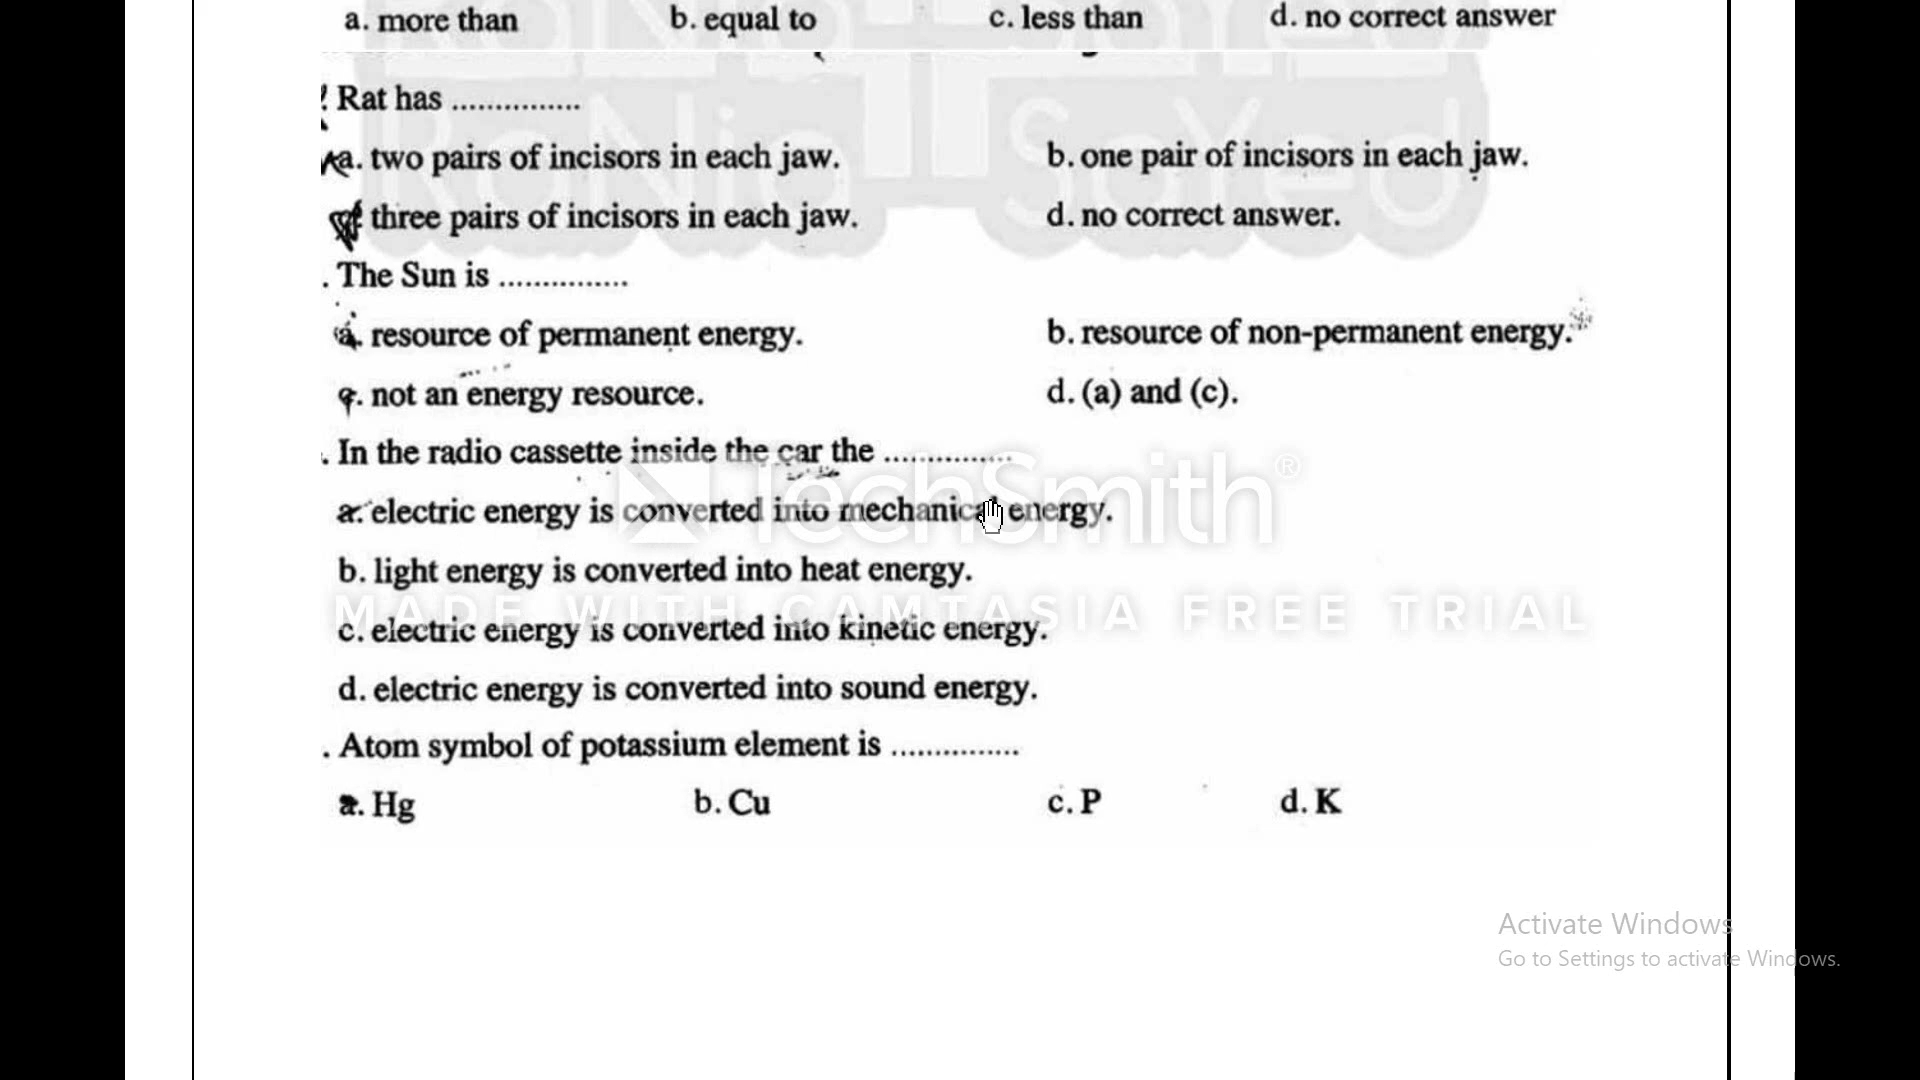 a. more than b. equal to c. less than d. no correct answer
Rat has ...............
a. two pairs of incisors in each jaw. b. one pair of incisors in each jaw.
three pairs of incisors in each jaw. d. no correct answer.
. The Sun is ...............
a. resource of permanent energy. b. resource of non-permanent energy.
c. not an energy resource. d. (a) and (c).
. In the radio cassette inside the car the ...............
a. electric energy is converted into mechanical energy.
TechSmith®
b. light energy is converted into heat energy.
MADE WITH CAMTASIA FREE TRIAL
c. electric energy is converted into kinetic energy.
d. electric energy is converted into sound energy.
. Atom symbol of potassium element is ...............
a. Hg b. Cu c. P d. K
Activate Windows
Go to Settings to activate Windows.